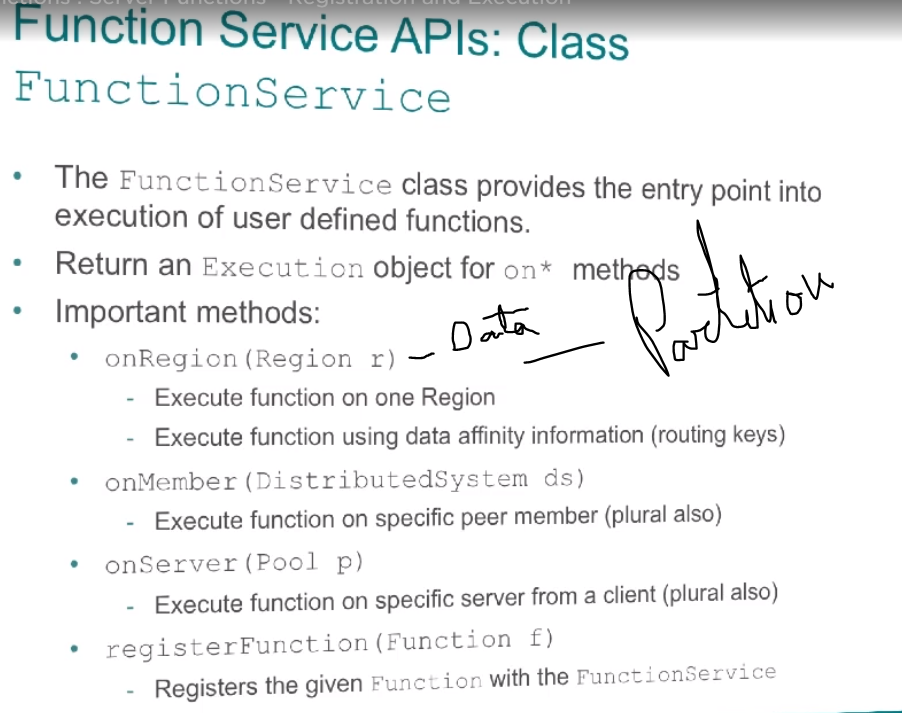 Function Service APIs: Class
FunctionService
• The FunctionService class provides the entry point into
execution of user defined functions.
• Return an Execution object for on* methods
• Important methods:
• onRegion(Region r) – Data — Partition
- Execute function on one Region
- Execute function using data affinity information (routing keys)
• onMember(DistributedSystem ds)
- Execute function on specific peer member (plural also)
• onServer(Pool p)
- Execute function on specific server from a client (plural also)
• registerFunction(Function f)
- Registers the given Function with the FunctionService